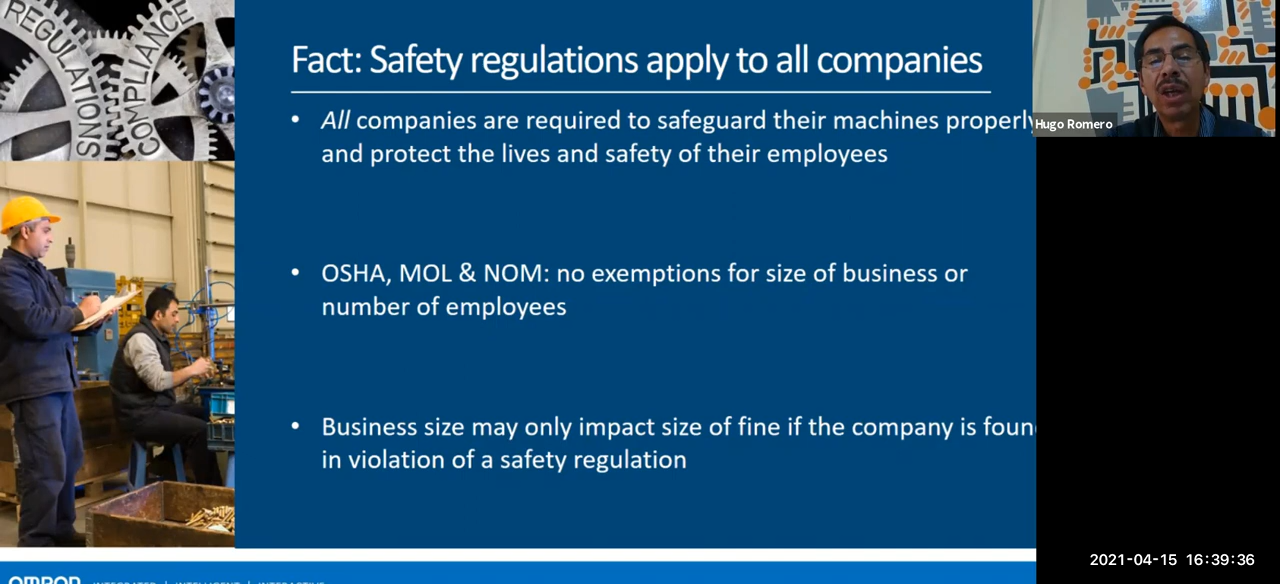 REGULATIONS
COMPLIANCE
Fact: Safety regulations apply to all companies
• All companies are required to safeguard their machines properly
and protect the lives and safety of their employees
• OSHA, MOL & NOM: no exemptions for size of business or
number of employees
• Business size may only impact size of fine if the company is foun
in violation of a safety regulation
Hugo Romero
OMRON INTEGRATED | INTELLIGENT | INTERACTIVE
2021-04-15 16:39:36